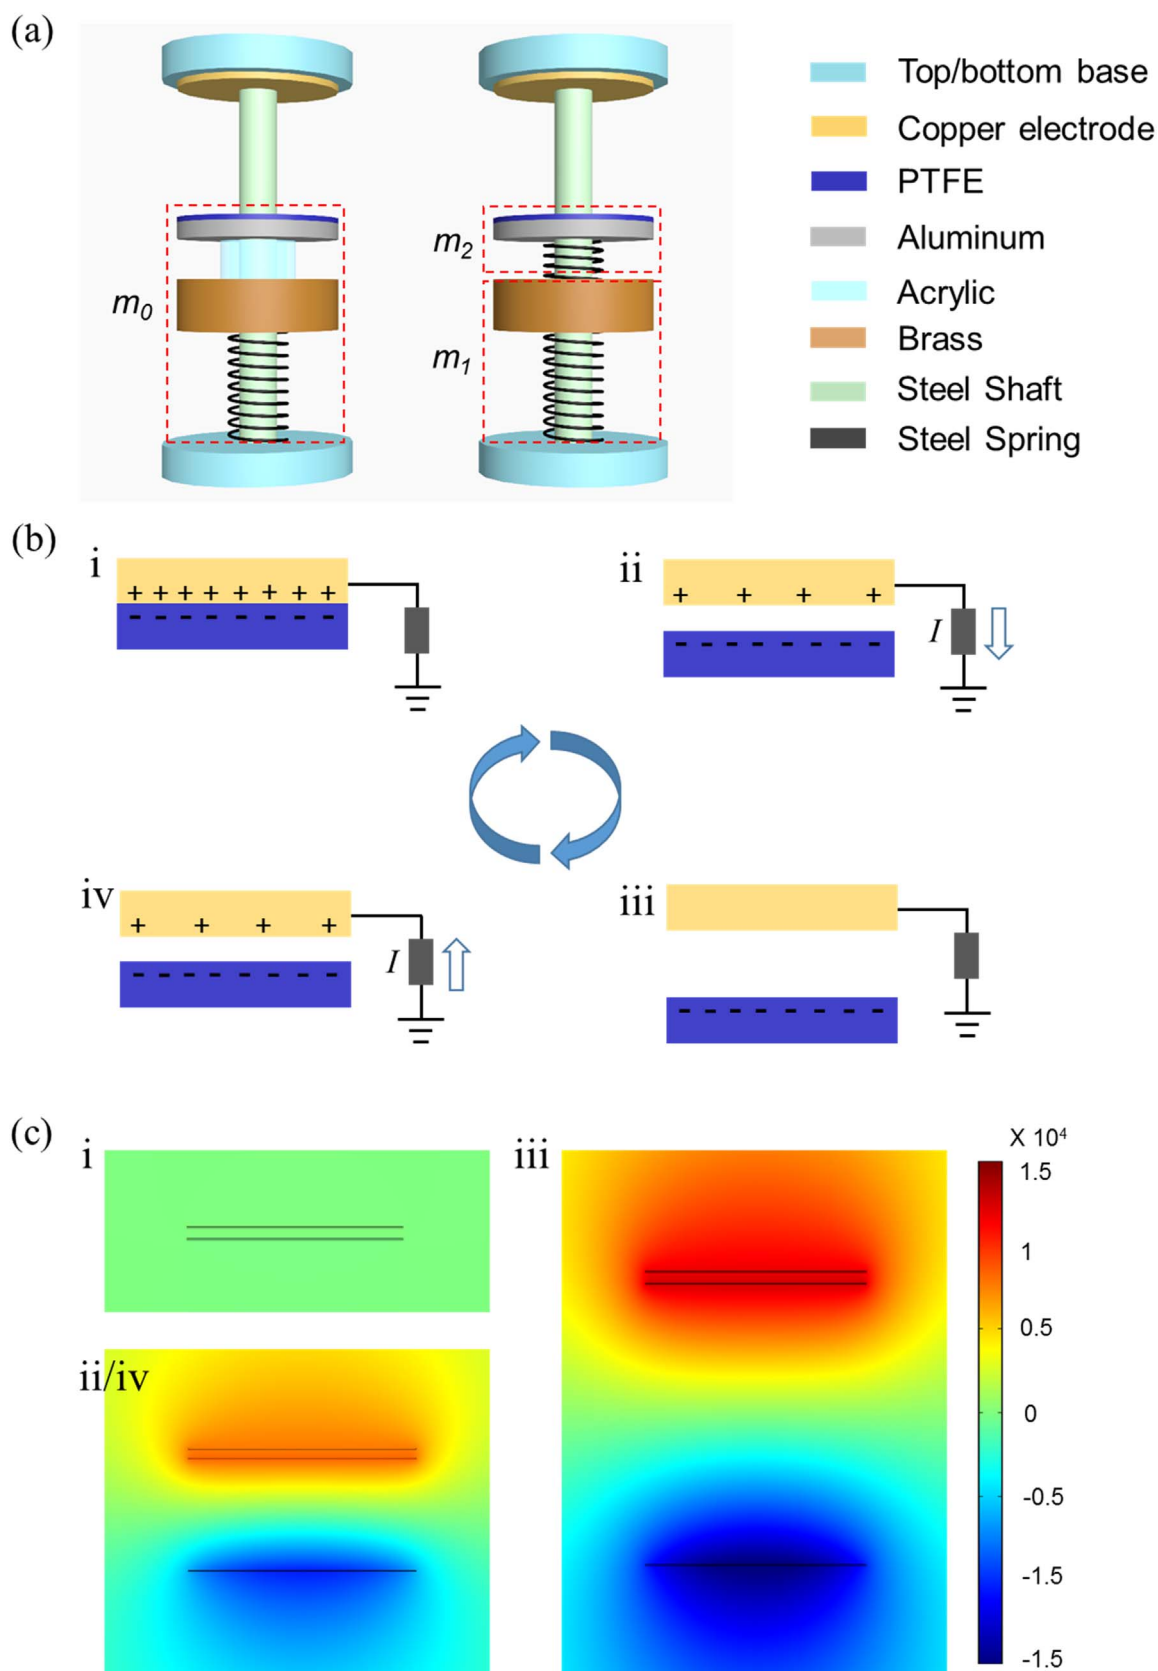 (a)
m0
m2
m1
Top/bottom base
Copper electrode
PTFE
Aluminum
Acrylic
Brass
Steel Shaft
Steel Spring
(b)
i
+ + + + + + + +
- - - - - - - -
ii
+ + + +
- - - - - - - -
I
iv
+ + + +
- - - - - - - -
I
iii
- - - - - - - -
(c)
i
ii/iv
iii
X 10⁴
1.5
1
0.5
0
-0.5
-1.5
-1.5